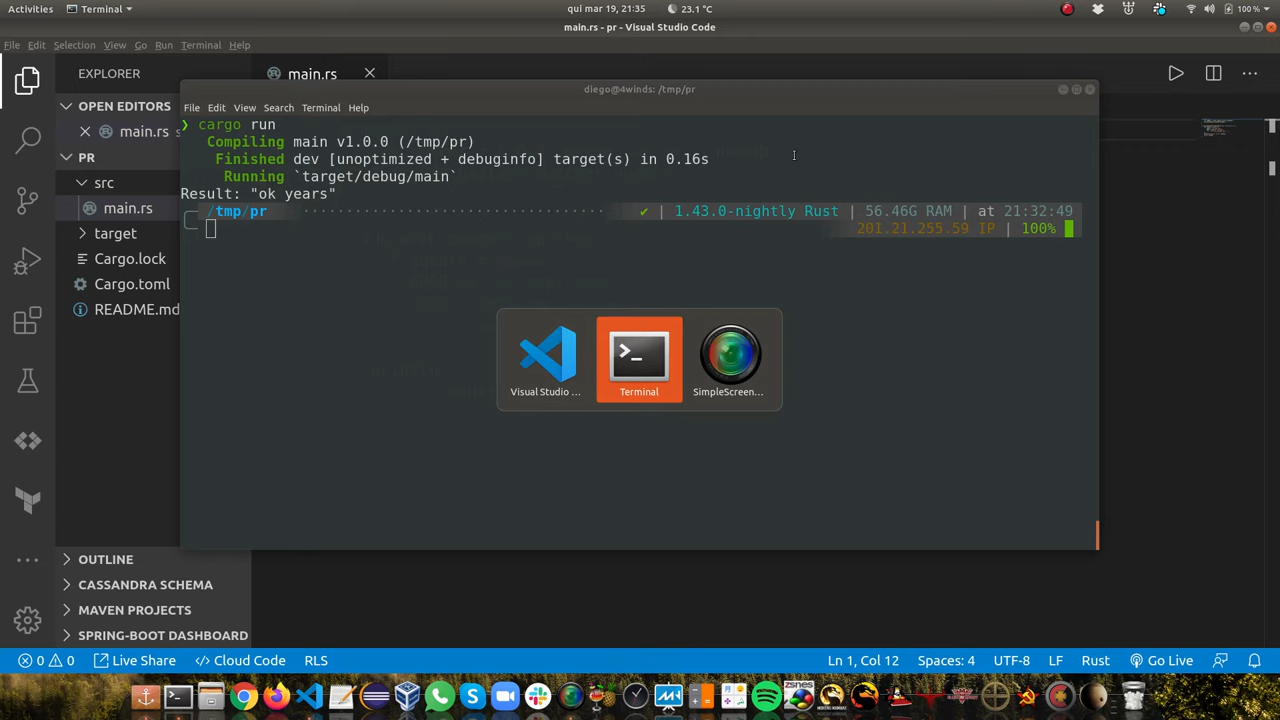 Activities
Terminal
qui mar 19, 21:35
23.1 °C
100 %
main.rs - pr - Visual Studio Code
File Edit Selection View Go Run Terminal Help
EXPLORER
main.rs
OPEN EDITORS
main.rs
PR
src
main.rs
target
Cargo.lock
Cargo.toml
README.md
OUTLINE
CASSANDRA SCHEMA
MAVEN PROJECTS
SPRING-BOOT DASHBOARD
diego@4winds: /tmp/pr
File Edit View Search Terminal Help
❯ cargo run
Compiling main v1.0.0 (/tmp/pr)
Finished dev [unoptimized + debuginfo] target(s) in 0.16s
Running `target/debug/main`
Result: "ok years"
/tmp/pr ✔ | 1.43.0-nightly Rust | 56.46G RAM | at 21:32:49
201.21.255.59 IP | 100%
Visual Studio ...
Terminal
SimpleScreen...
0 0
Live Share
Cloud Code
RLS
Ln 1, Col 12
Spaces: 4
UTF-8
LF
Rust
Go Live